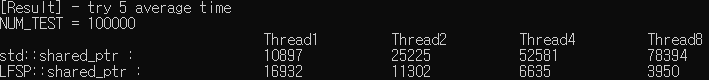 [Result] - try 5 average time
NUM_TEST = 100000
Thread1 Thread2 Thread4 Thread8
std::shared_ptr : 10897 25225 52581 78394
LFSP::shared_ptr : 16932 11302 6635 3950